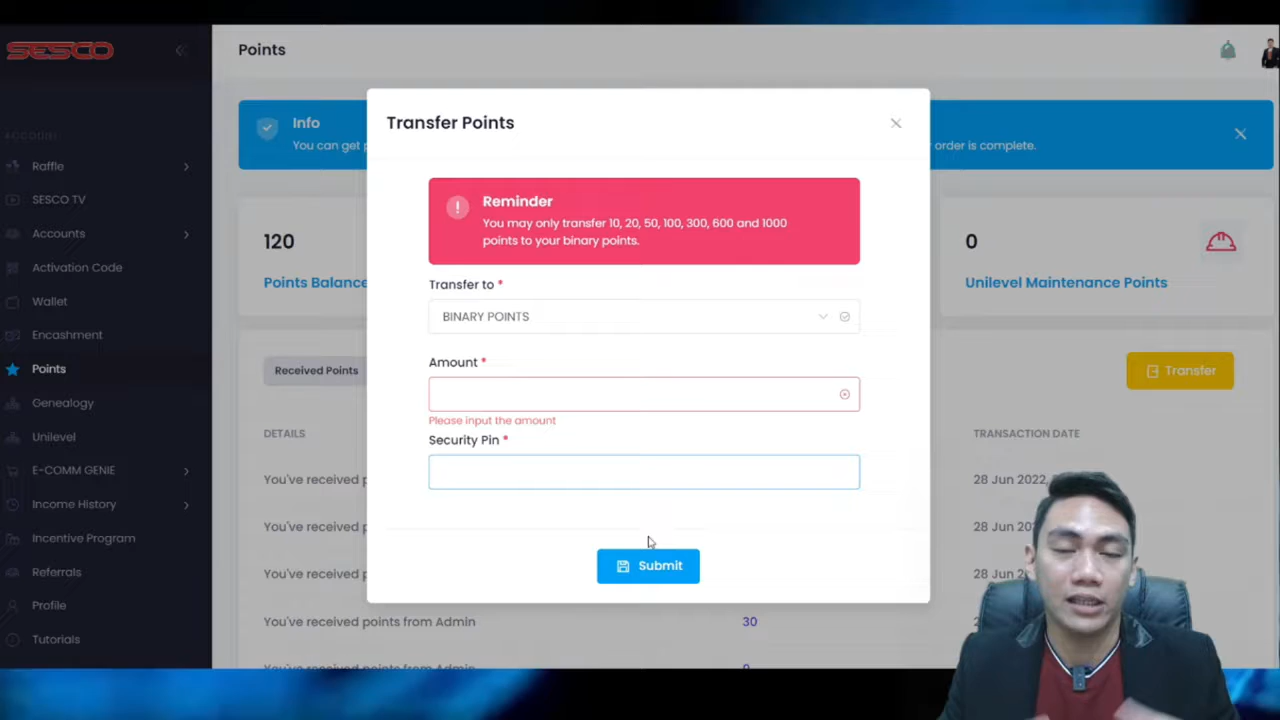 SESCO
Points
ACCOUNT
Raffle
SESCO TV
Accounts
Activation Code
Wallet
Encashment
Points
Genealogy
Unilevel
E-COMM GENIE
Income History
Incentive Program
Referrals
Profile
Tutorials
Info
You can get
order is complete.
120
Points Balance
0
Unilevel Maintenance Points
Received Points
Transfer
DETAILS
TRANSACTION DATE
You've received
28 Jun 2022,
You've received
28 Jun
You've received
28 Jun
You've received points from Admin
30
Transfer Points
Reminder
You may only transfer 10, 20, 50, 100, 300, 600 and 1000
points to your binary points.
Transfer to *
BINARY POINTS
Amount *
Please input the amount
Security Pin *
Submit